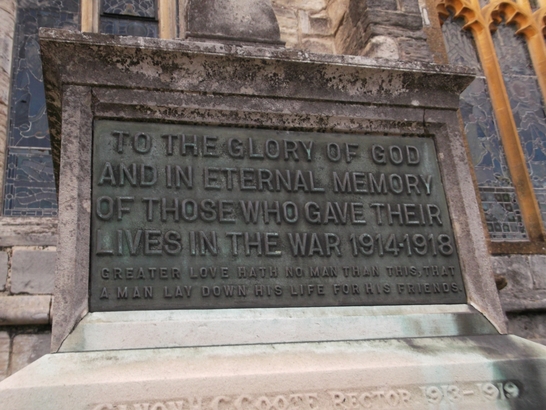 TO THE GLORY OF GOD
AND IN ETERNAL MEMORY
OF THOSE WHO GAVE THEIR
LIVES IN THE WAR 1914-1918
GREATER LOVE HATH NO MAN THAN THIS, THAT
A MAN LAY DOWN HIS LIFE FOR HIS FRIENDS.
CANON A.C. COOTE RECTOR 1913-1919